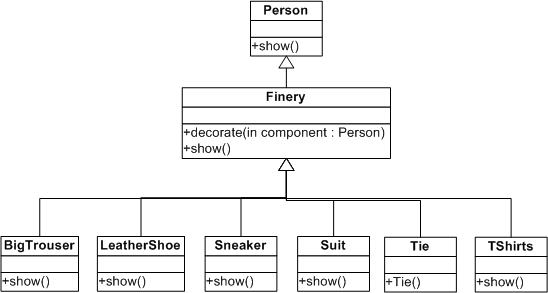 Person
+show()
Finery
+decorate(in component : Person)
+show()
BigTrouser LeatherShoe Sneaker Suit Tie TShirts
+show() +show() +show() +show() +Tie() +show()